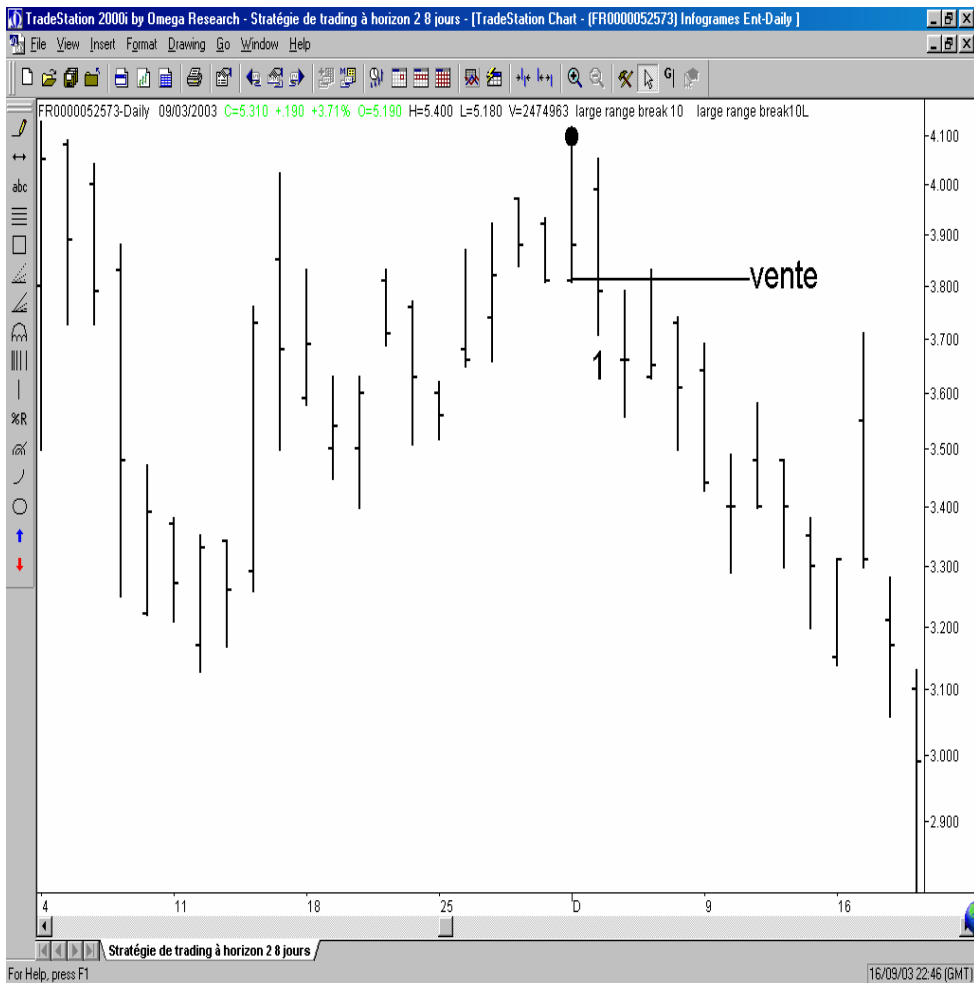 TradeStation 2000i by Omega Research - Stratégie de trading à horizon 2 8 jours - [TradeStation Chart - (FR0000052573) Infogrames Ent-Daily ]
File View Insert Format Drawing Go Window Help
FR0000052573-Daily 09/03/2003 C=5.310 +.190 +3.71% O=5.190 H=5.400 L=5.180 V=2474963 large range break 10 large range break10L
abc
%R
G
4.100
4.000
3.900
3.800
vente
3.700
1
3.600
3.500
3.400
3.300
3.200
3.100
3.000
2.900
4 11 18 25 D 9 16
Stratégie de trading à horizon 2 8 jours
For Help, press F1 16/09/03 22:46 (GMT)